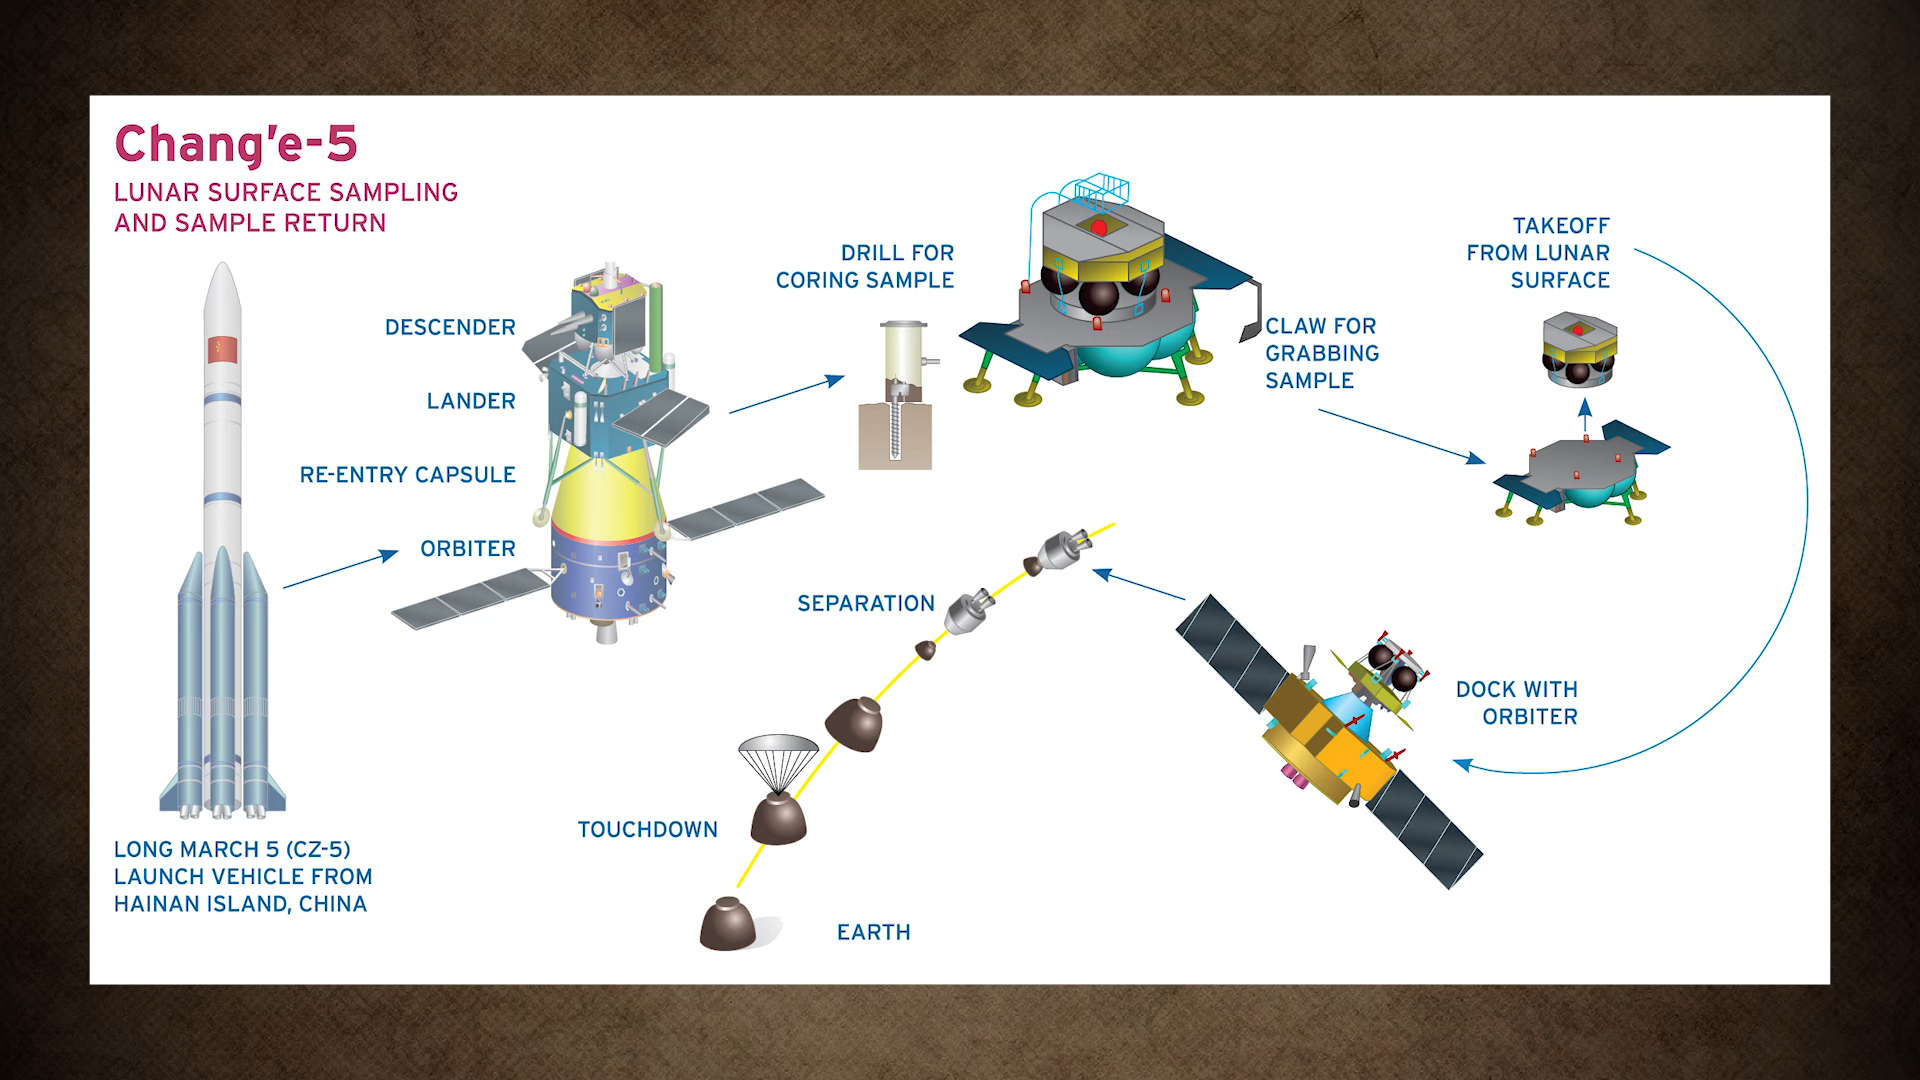 Chang'e-5
LUNAR SURFACE SAMPLING
AND SAMPLE RETURN
LONG MARCH 5 (CZ-5)
LAUNCH VEHICLE FROM
HAINAN ISLAND, CHINA
DESCENDER
LANDER
RE-ENTRY CAPSULE
ORBITER
DRILL FOR
CORING SAMPLE
CLAW FOR
GRABBING
SAMPLE
TAKEOFF
FROM LUNAR
SURFACE
DOCK WITH
ORBITER
SEPARATION
TOUCHDOWN
EARTH